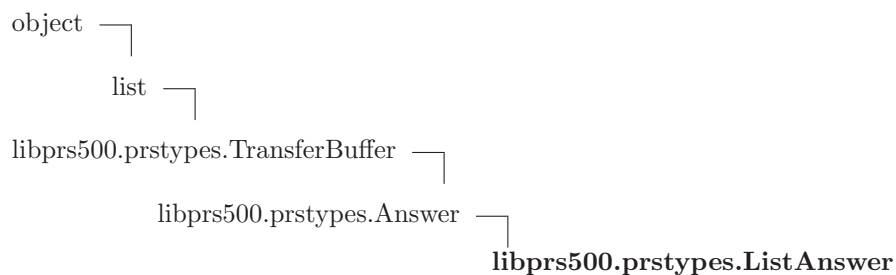 object
list
libprs500.prstypes.TransferBuffer
libprs500.prstypes.Answer
libprs500.prstypes.ListAnswer